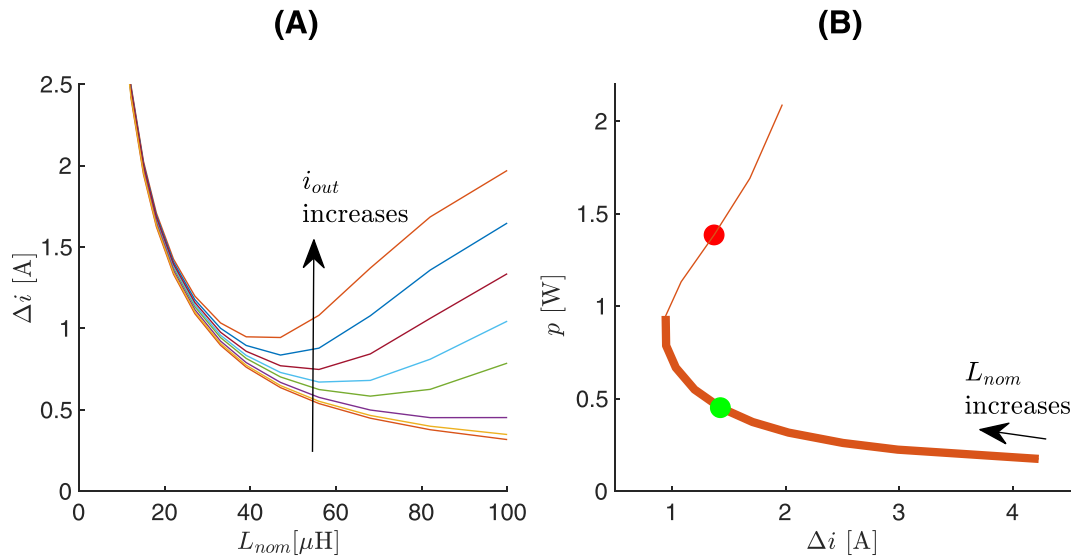 (A)
(B)
2.5
2
1.5
1
0.5
0
Δi [A]
i_out
increases
0
20
40
60
80
100
L_nom[μH]
2
1.5
1
0.5
0
p [W]
L_nom
increases
1
2
3
4
Δi [A]